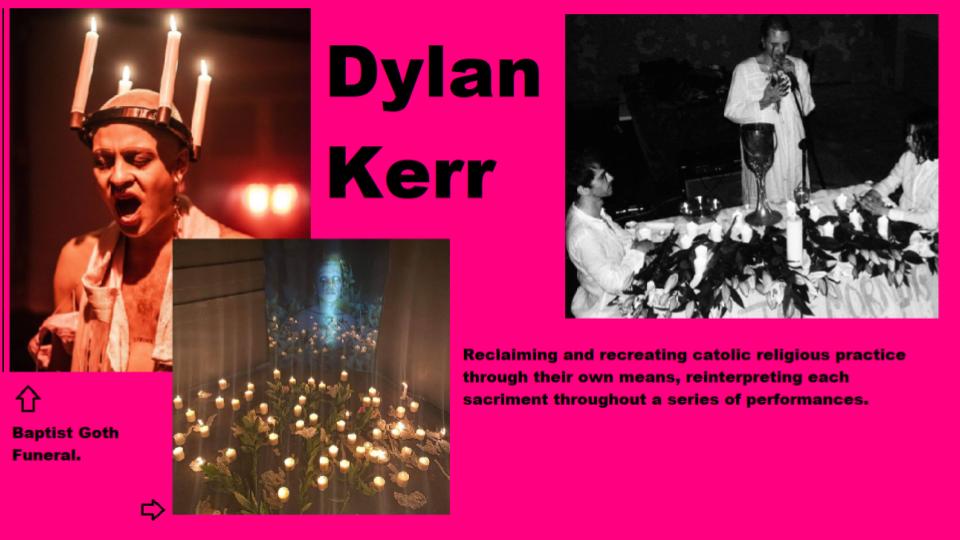 Dylan
Kerr
Reclaiming and recreating catolic religious practice
through their own means, reinterpreting each
sacriment throughout a series of performances.
Baptist Goth
Funeral.